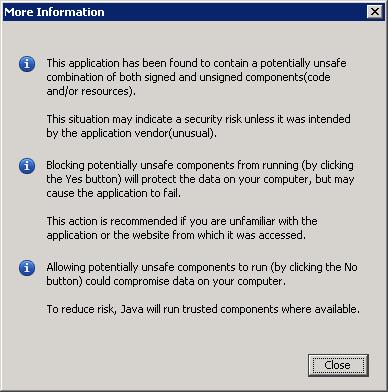 More Information
This application has been found to contain a potentially unsafe
combination of both signed and unsigned components(code
and/or resources).
This situation may indicate a security risk unless it was intended
by the application vendor(unusual).
Blocking potentially unsafe components from running (by clicking
the Yes button) will protect the data on your computer, but may
cause the application to fail.
This action is recommended if you are unfamiliar with the
application or the website from which it was accessed.
Allowing potentially unsafe components to run (by clicking the No
button) could compromise data on your computer.
To reduce risk, Java will run trusted components where available.
Close